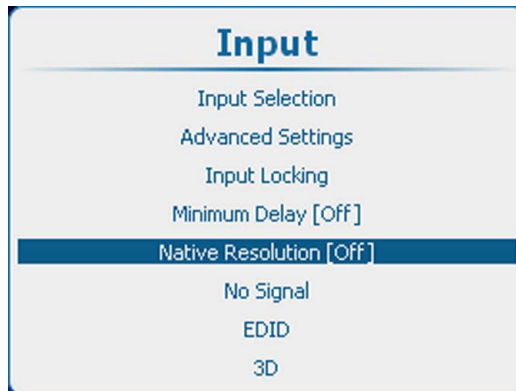 Input
Input Selection
Advanced Settings
Input Locking
Minimum Delay [Off]
Native Resolution [Off]
No Signal
EDID
3D